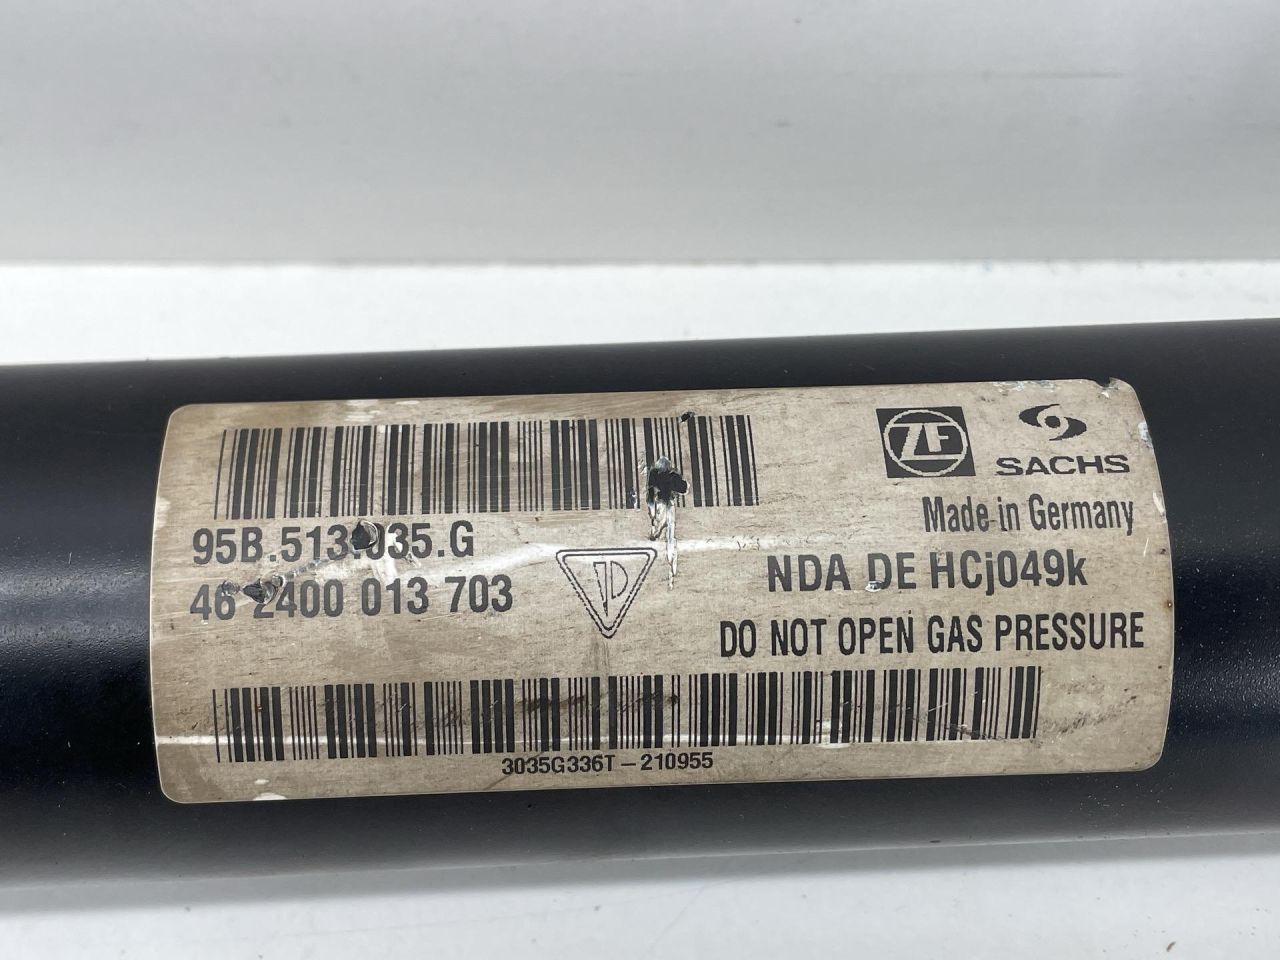 ZF
SACHS
Made in Germany
95B.513.035.G
46 2400 013 703
NDA DE HCj049k
DO NOT OPEN GAS PRESSURE
3035G336T-210955